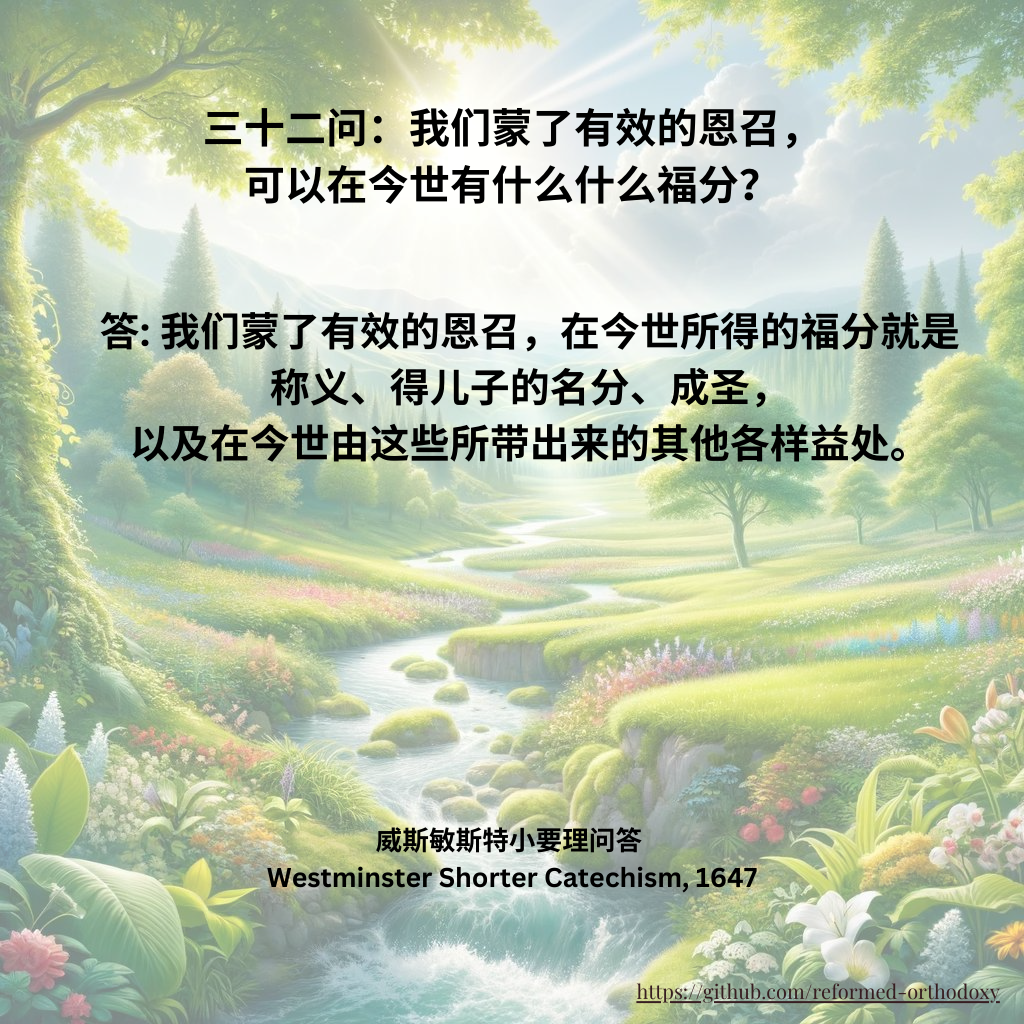 三十二问：我们蒙了有效的恩召，
可以在今世有什么什么福分？
答: 我们蒙了有效的恩召，在今世所得的福分就是
称义、得儿子的名分、成圣，
以及在今世由这些所带出来的其他各样益处。
威斯敏斯特小要理问答
Westminster Shorter Catechism, 1647
https://github.com/reformed-orthodoxy